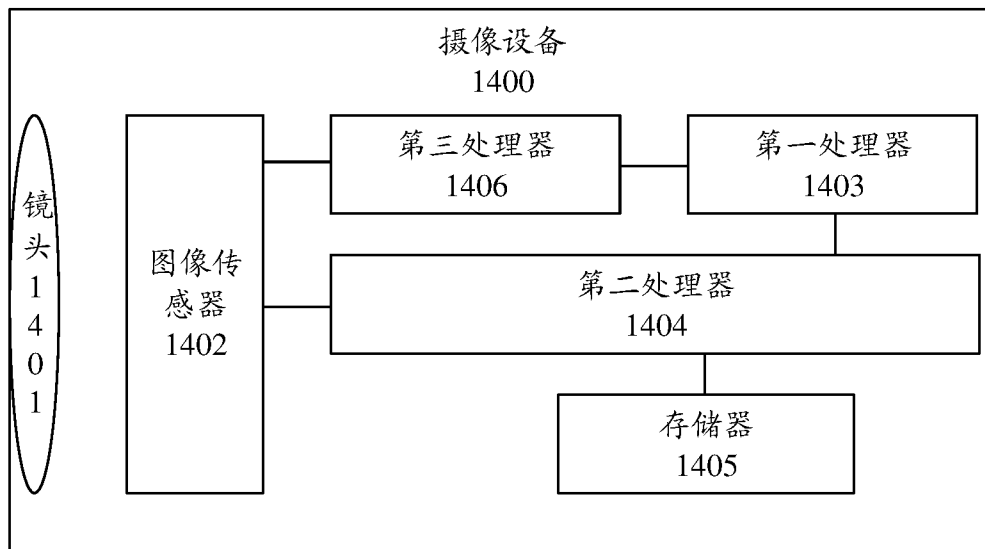 摄像设备
1400
镜头1401
图像传
感器
1402
第三处理器
1406
第一处理器
1403
第二处理器
1404
存储器
1405